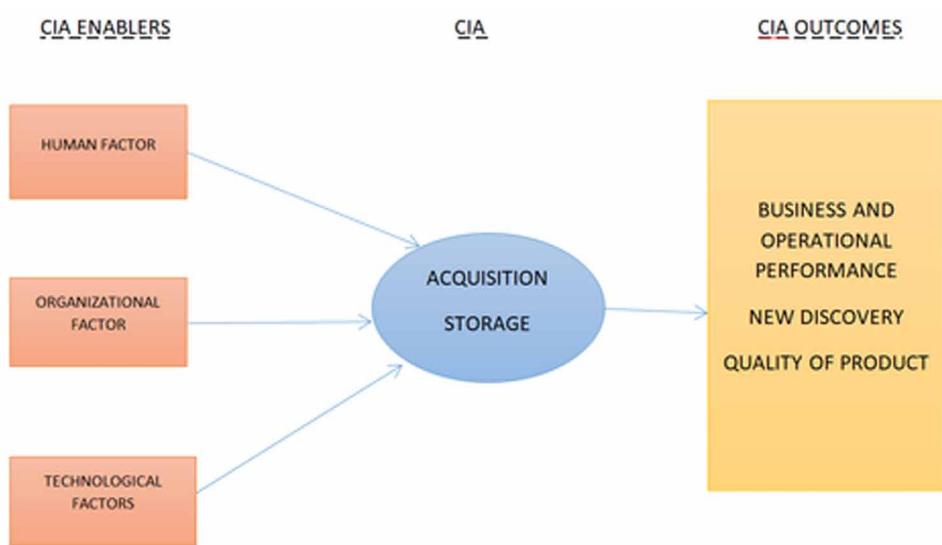 CIA ENABLERS
CIA
CIA OUTCOMES
HUMAN FACTOR
ORGANIZATIONAL
FACTOR
TECHNOLOGICAL
FACTORS
ACQUISITION
STORAGE
BUSINESS AND
OPERATIONAL
PERFORMANCE
NEW DISCOVERY
QUALITY OF PRODUCT